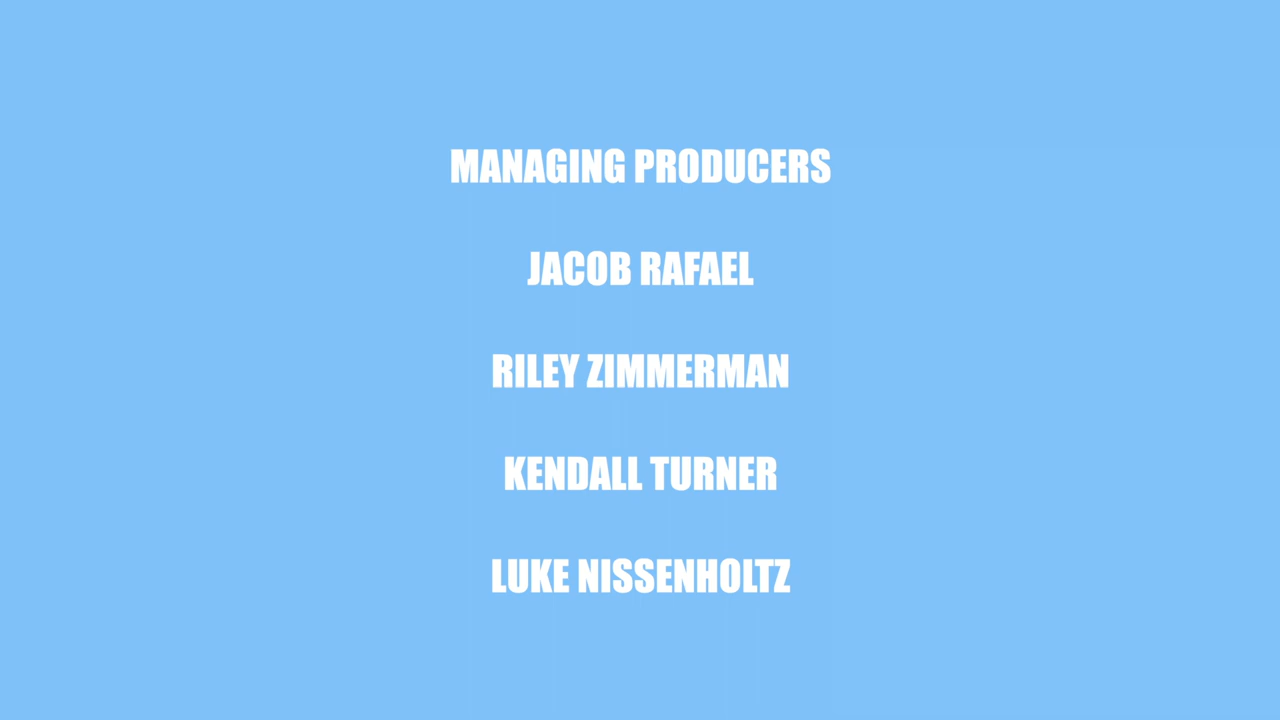 MANAGING PRODUCERS
JACOB RAFAEL
RILEY ZIMMERMAN
KENDALL TURNER
LUKE NISSENHOLTZ